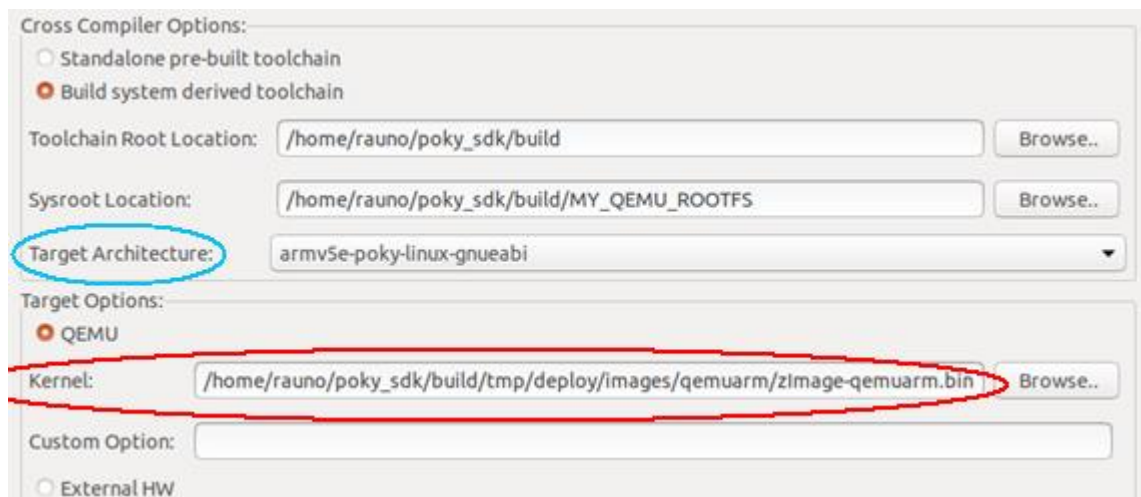 Cross Compiler Options:
Standalone pre-built toolchain
Build system derived toolchain
Toolchain Root Location: /home/rauno/poky_sdk/build Browse..
Sysroot Location: /home/rauno/poky_sdk/build/MY_QEMU_ROOTFS Browse..
Target Architecture: armv5e-poky-linux-gnueabi
Target Options:
QEMU
Kernel: /home/rauno/poky_sdk/build/tmp/deploy/images/qemuarm/zImage-qemuarm.bin Browse..
Custom Option:
External HW